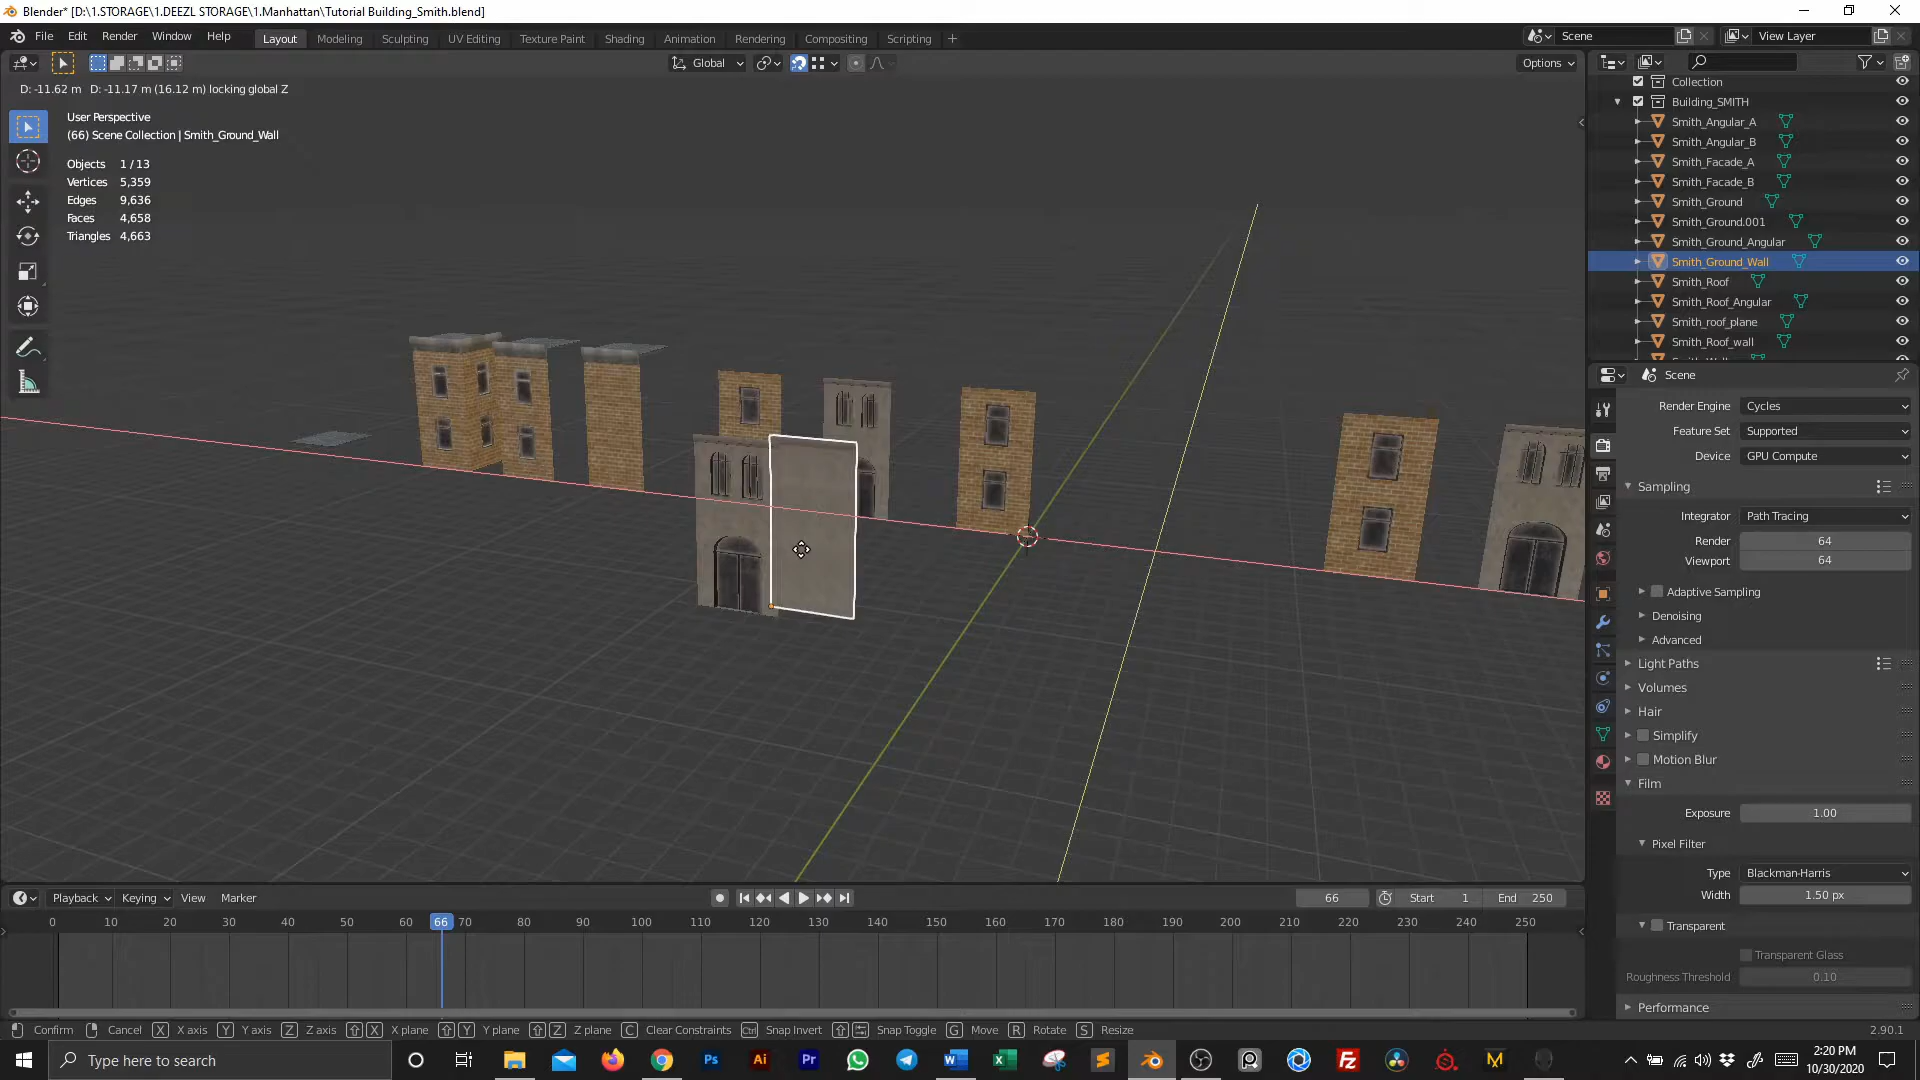 Blender* [D:\1.STORAGE\1.DEEZL STORAGE\1.Manhattan\Tutorial Building_Smith.blend]
File Edit Render Window Help Layout Modeling Sculpting UV Editing Texture Paint Shading Animation Rendering Compositing Scripting + Scene View Layer
Global Options
D: -11.62 m D: -11.17 m (16.12 m) locking global Z
User Perspective
(66) Scene Collection | Smith_Ground_Wall
Objects 1 / 13
Vertices 5,359
Edges 9,636
Faces 4,658
Triangles 4,663
Collection
Building_SMITH
Smith_Angular_A
Smith_Angular_B
Smith_Facade_A
Smith_Facade_B
Smith_Ground
Smith_Ground.001
Smith_Ground_Angular
Smith_Ground_Wall
Smith_Roof
Smith_Roof_Angular
Smith_roof_plane
Smith_Roof_wall
Scene
Render Engine Cycles
Feature Set Supported
Device GPU Compute
Sampling
Integrator Path Tracing
Render 64
Viewport 64
Adaptive Sampling
Denoising
Advanced
Light Paths
Volumes
Hair
Simplify
Motion Blur
Film
Exposure 1.00
Pixel Filter
Type Blackman-Harris
Width 1.50 px
Transparent
Transparent Glass
Roughness Threshold 0.10
Performance
Playback Keying View Marker 66 Start 1 End 250
0 10 20 30 40 50 60 66 70 80 90 100 110 120 130 140 150 160 170 180 190 200 210 220 230 240 250
Confirm Cancel X X axis Y Y axis Z Z axis X X plane Y Y plane Z Z plane C Clear Constraints Ctrl Snap Invert Snap Toggle G Move R Rotate S Resize 2.90.1
Type here to search
2:20 PM
10/30/2020